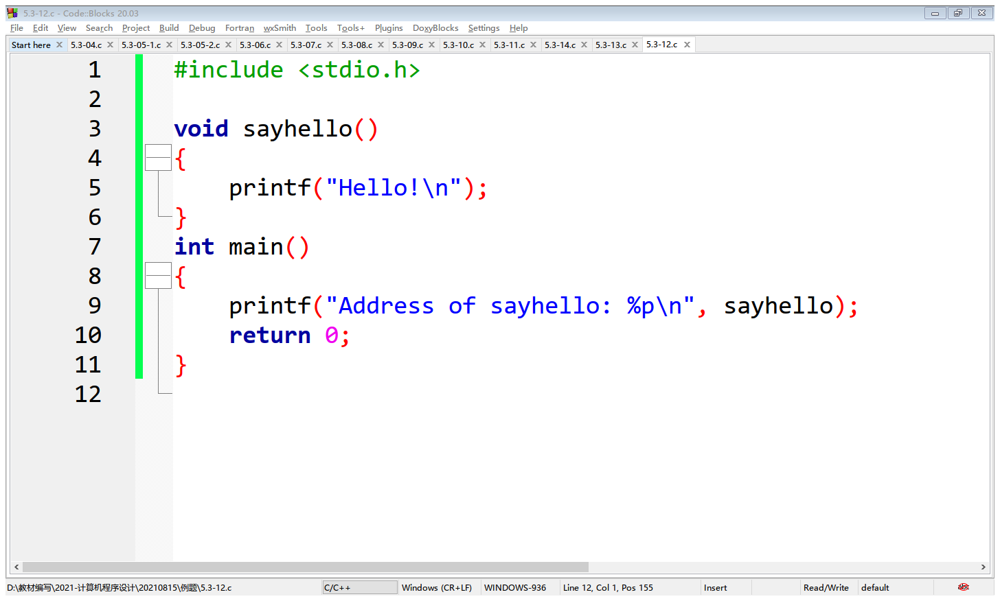 5.3-12.c - Code::Blocks 20.03
File Edit View Search Project Build Debug Fortran wxSmith Tools Tools+ Plugins DoxyBlocks Settings Help
Start here 5.3-04.c 5.3-05-1.c 5.3-05-2.c 5.3-06.c 5.3-07.c 5.3-08.c 5.3-09.c 5.3-10.c 5.3-11.c 5.3-14.c 5.3-13.c 5.3-12.c
1 #include <stdio.h>
2
3 void sayhello()
4 {
5     printf("Hello!\n");
6 }
7 int main()
8 {
9     printf("Address of sayhello: %p\n", sayhello);
10     return 0;
11 }
12
D:\教材编写\2021-计算机程序设计\20210815\例题\5.3-12.c C/C++ Windows (CR+LF) WINDOWS-936 Line 12, Col 1, Pos 155 Insert Read/Write default abc